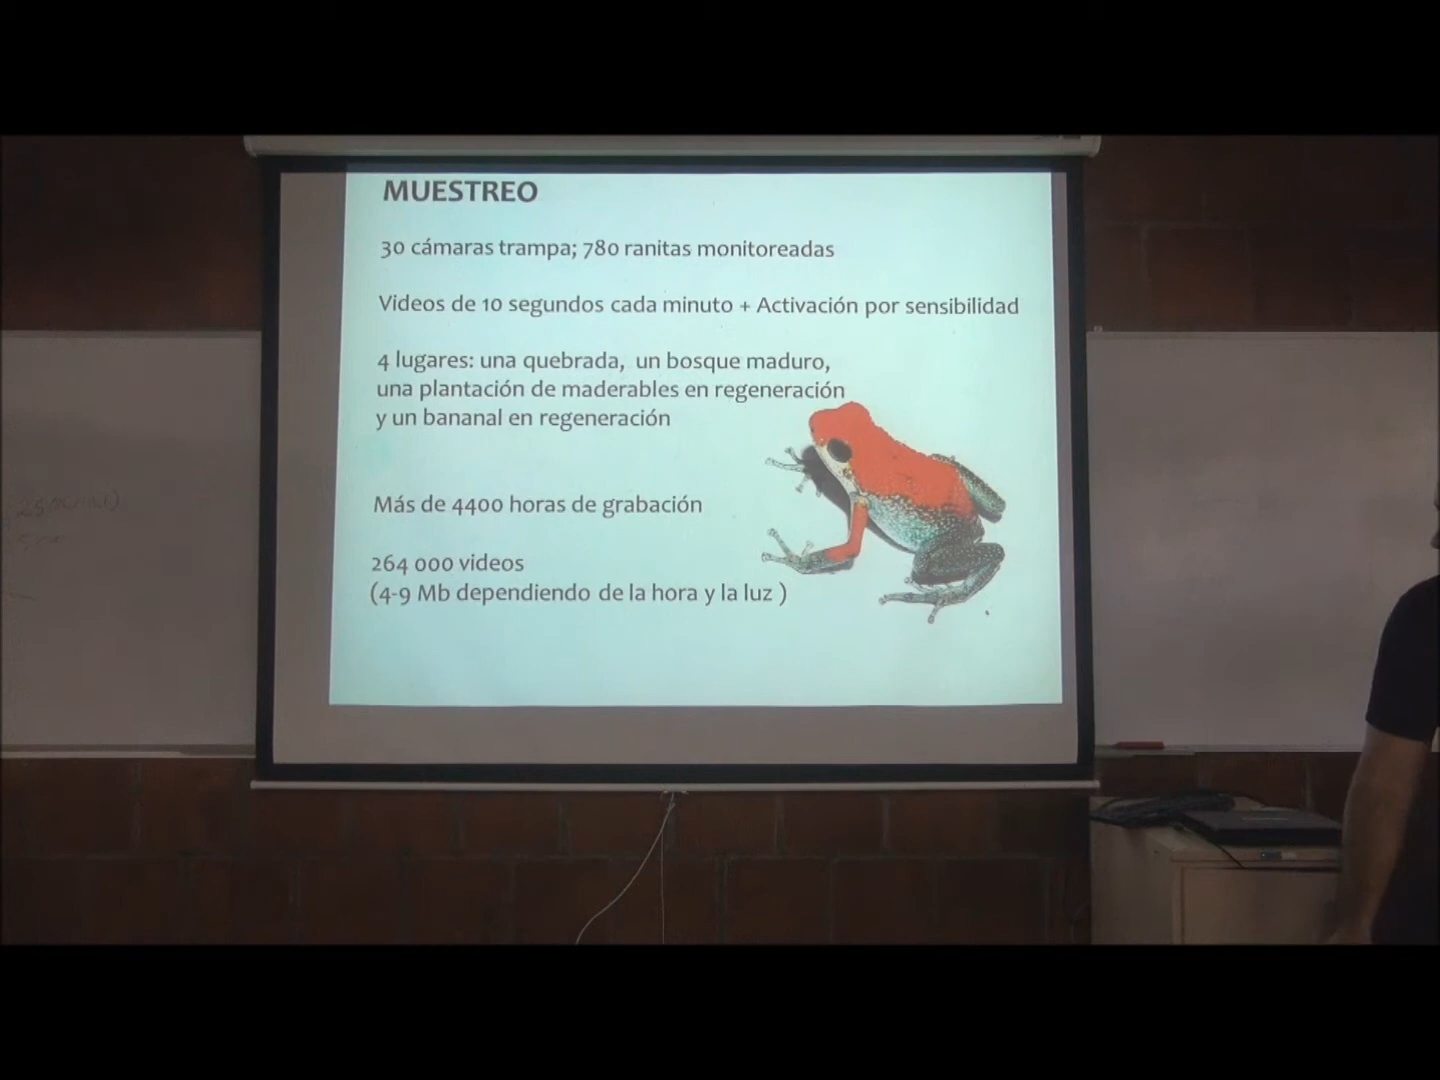 MUESTREO
30 cámaras trampa; 780 ranitas monitoreadas
Videos de 10 segundos cada minuto + Activación por sensibilidad
4 lugares: una quebrada, un bosque maduro,
una plantación de maderables en regeneración
y un bananal en regeneración
Más de 4400 horas de grabación
264 000 videos
(4-9 Mb dependiendo de la hora y la luz )